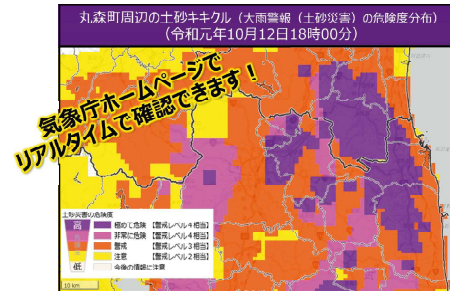 丸森町周辺の土砂キキクル（大雨警報（土砂災害）の危険度分布）
（令和元年10月12日18時00分）
気象庁ホームページで
リアルタイムで確認できます！
土砂災害の危険度
高
極めて危険 【警戒レベル4相当】
非常に危険 【警戒レベル4相当】
警戒 【警戒レベル3相当】
注意 【警戒レベル2相当】
低
今後の情報に注意
10 km